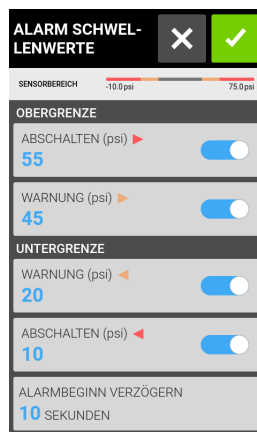 ALARM SCHWEL-
LENWERTE
SENSORBEREICH
-10.0 psi 75.0 psi
OBERGRENZE
ABSCHALTEN (psi)
55
WARNUNG (psi)
45
UNTERGRENZE
WARNUNG (psi)
20
ABSCHALTEN (psi)
10
ALARMBEGINN VERZÖGERN
10 SEKUNDEN